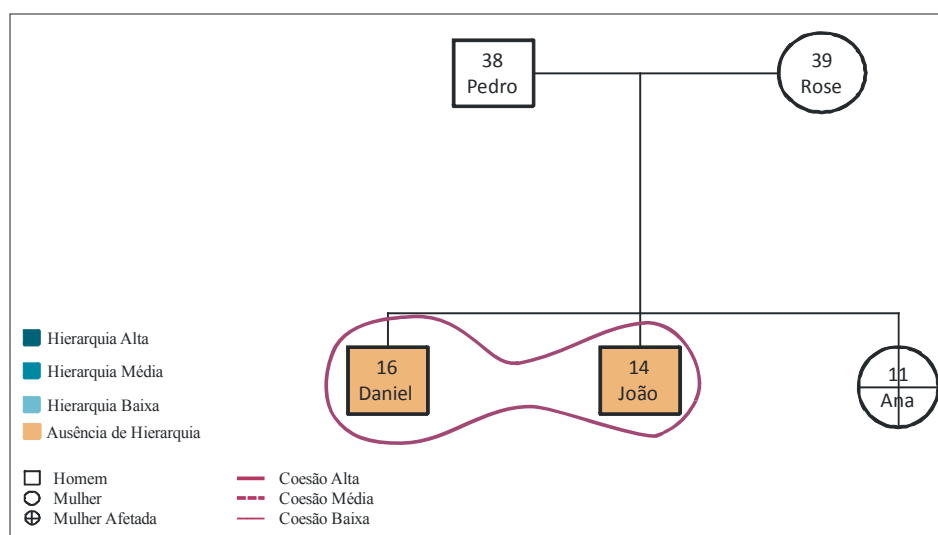 38
Pedro
39
Rose
16
Daniel
14
João
11
Ana
Hierarquia Alta
Hierarquia Média
Hierarquia Baixa
Ausência de Hierarquia
Homem
Mulher
Mulher Afetada
Coesão Alta
Coesão Média
Coesão Baixa